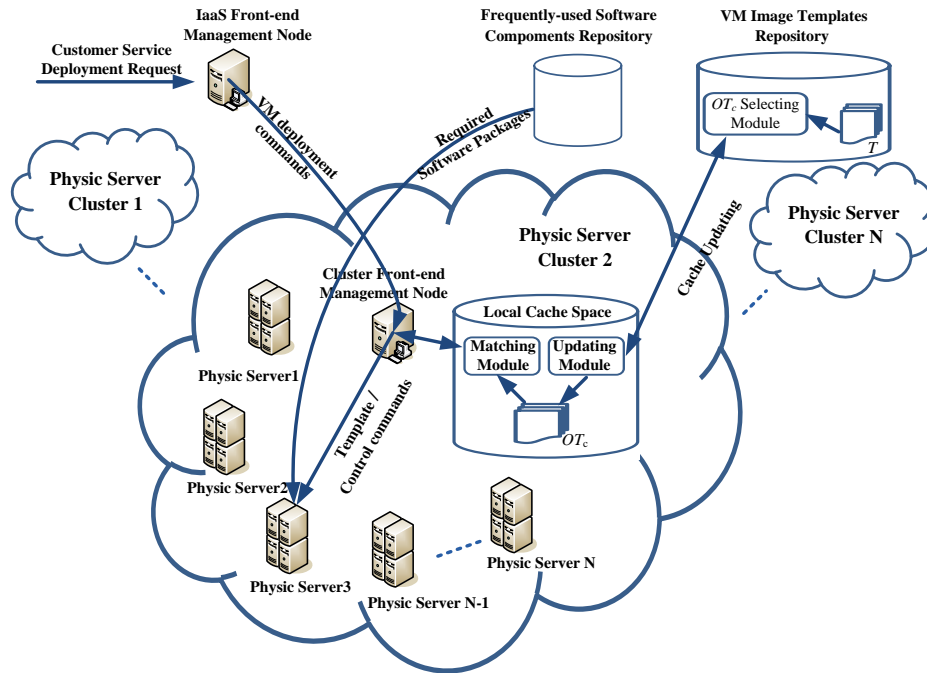 IaaS Front-end
Management Node
Frequently-used Software
Components Repository
VM Image Templates
Repository
Customer Service
Deployment Request
VM deployment
commands
Required
Software Packages
OTc Selecting
Module
T
Physic Server
Cluster 1
Physic Server
Cluster 2
Physic Server
Cluster N
Cache Updating
Cluster Front-end
Management Node
Local Cache Space
Matching
Module
Updating
Module
OTc
Physic Server1
Template /
Control commands
Physic Server2
Physic Server3
Physic Server N-1
Physic Server N